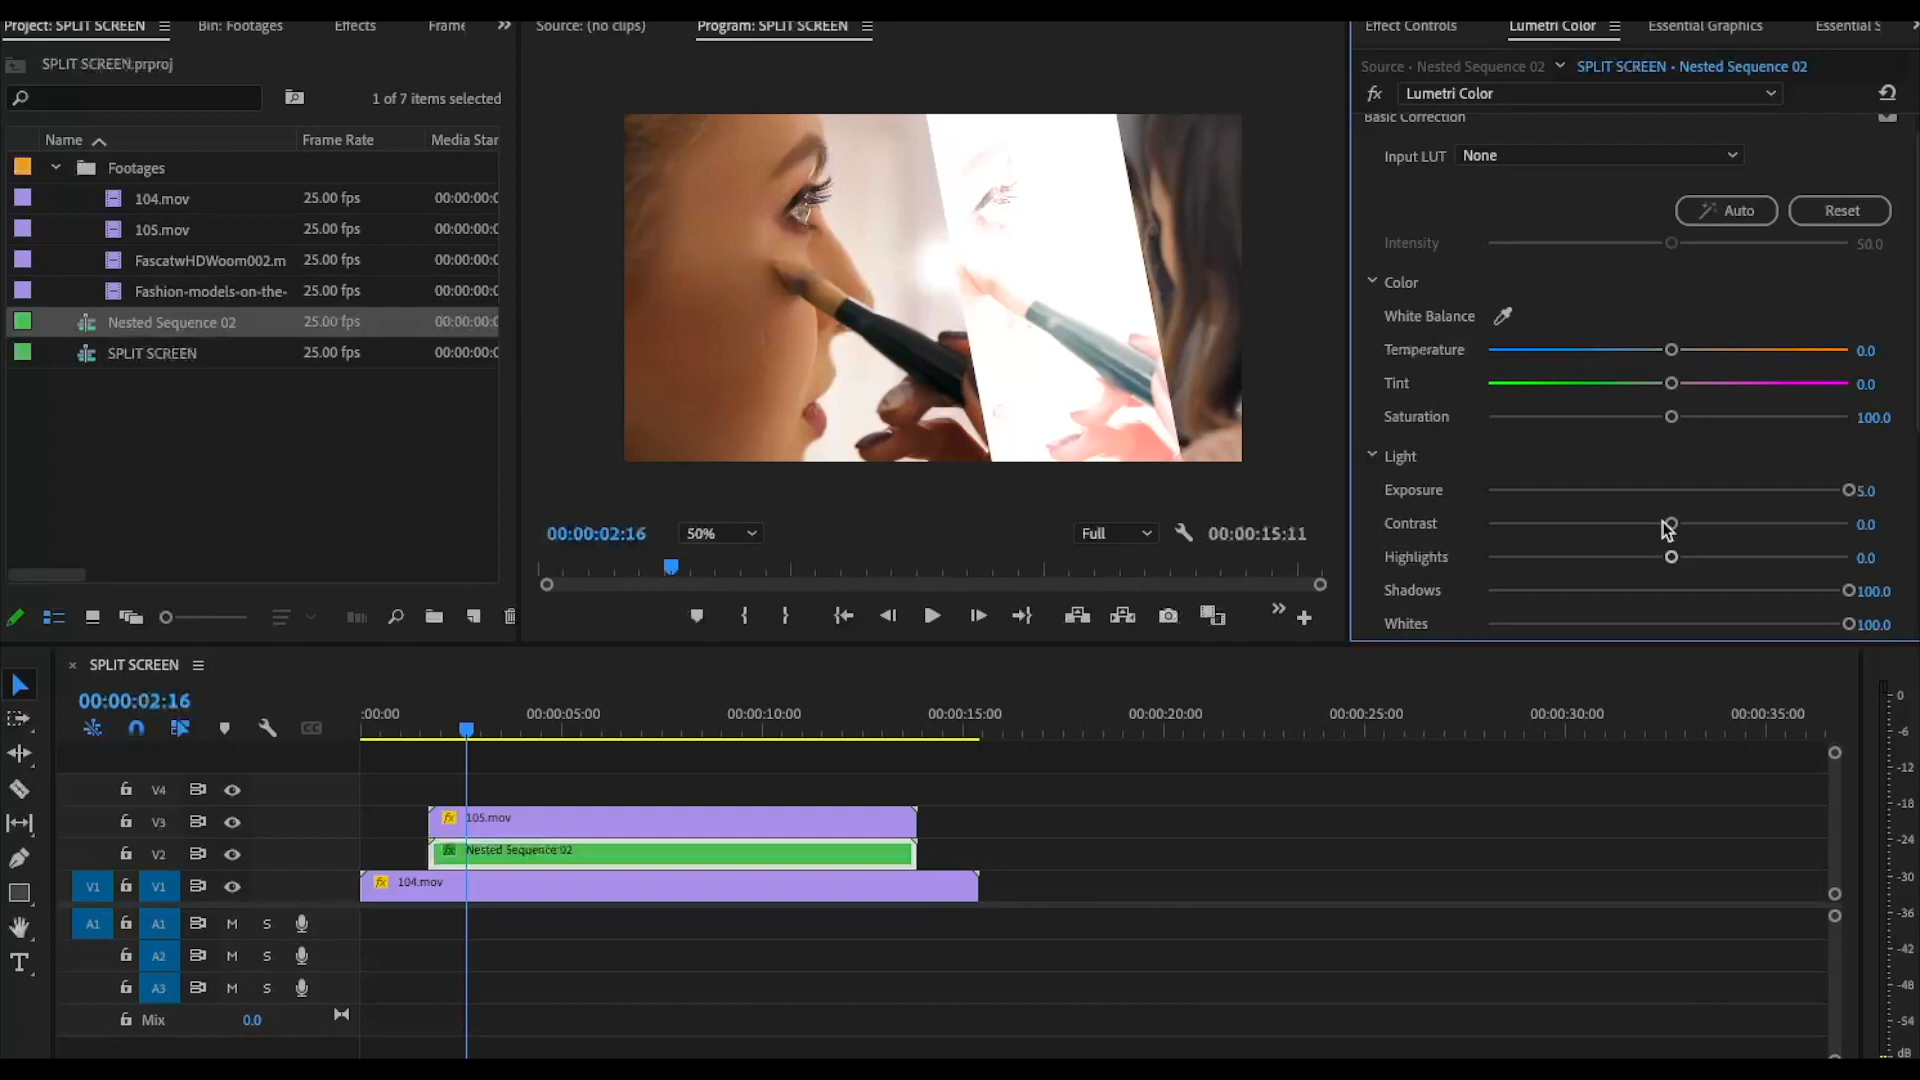 Project: SPLIT SCREEN
Bin: Footages
Effects
Frame
Source: (no clips)
Program: SPLIT SCREEN
Effect Controls
Lumetri Color
Essential Graphics
Essential S
SPLIT SCREEN.prproj
1 of 7 items selected
Name
Frame Rate
Media Star
Footages
104.mov
25.00 fps
00:00:00:0
105.mov
25.00 fps
00:00:00:0
FascatwHDWoom002.m
25.00 fps
00:00:00:0
Fashion-models-on-the-
25.00 fps
00:00:00:0
Nested Sequence 02
25.00 fps
00:00:00:0
SPLIT SCREEN
25.00 fps
00:00:00:0
00:00:02:16
50%
Full
00:00:15:11
Source • Nested Sequence 02
SPLIT SCREEN • Nested Sequence 02
fx
Lumetri Color
Basic Correction
Input LUT
None
Auto
Reset
Intensity
50.0
Color
White Balance
Temperature
0.0
Tint
0.0
Saturation
100.0
Light
Exposure
5.0
Contrast
0.0
Highlights
0.0
Shadows
100.0
Whites
100.0
× SPLIT SCREEN
00:00:02:16
:00:00
00:00:05:00
00:00:10:00
00:00:15:00
00:00:20:00
00:00:25:00
00:00:30:00
00:00:35:00
V4
V3
fx 105.mov
V2
fx Nested Sequence 02
V1
V1
fx 104.mov
A1
A1
M
S
A2
M
S
A3
M
S
Mix
0.0
T
CC
0
-6
-12
-18
-24
-30
-36
-42
-48
-54
dB